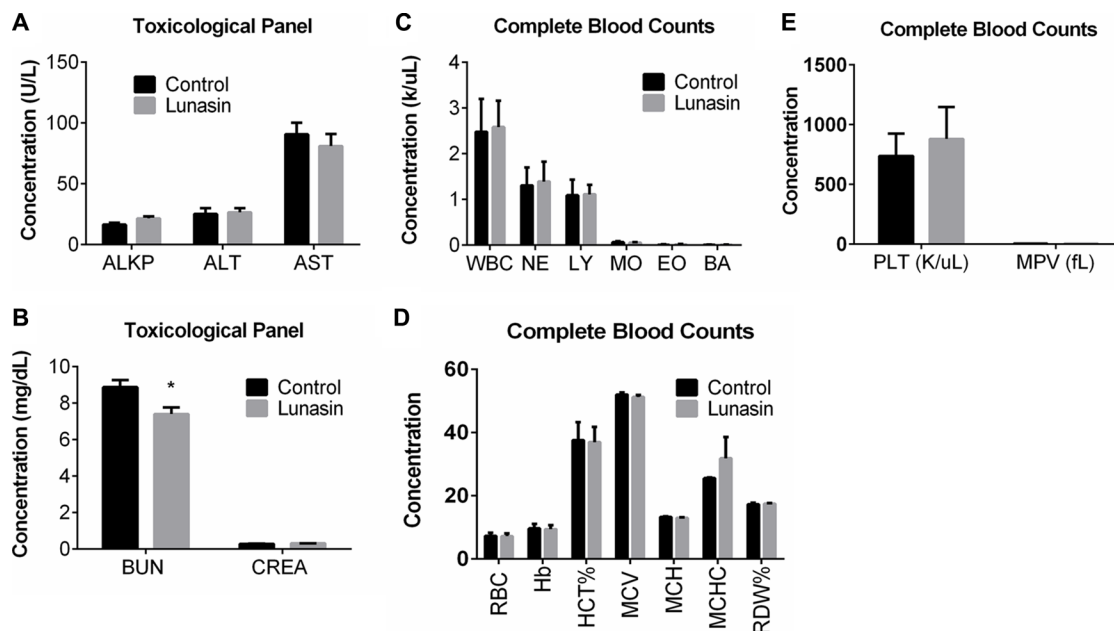 A
Toxicological Panel
Concentration (U/L)
150
100
50
0
Control
Lunasin
ALKP ALT AST
B
Toxicological Panel
Concentration (mg/dL)
10
8
6
4
2
0
*
Control
Lunasin
BUN CREA
C
Complete Blood Counts
Concentration (k/uL)
4
3
2
1
0
Control
Lunasin
WBC NE LY MO EO BA
D
Complete Blood Counts
Concentration
60
40
20
0
Control
Lunasin
RBC
Hb
HCT%
MCV
MCH
MCHC
RDW%
E
Complete Blood Counts
Concentration
1500
1000
500
0
PLT (K/uL) MPV (fL)